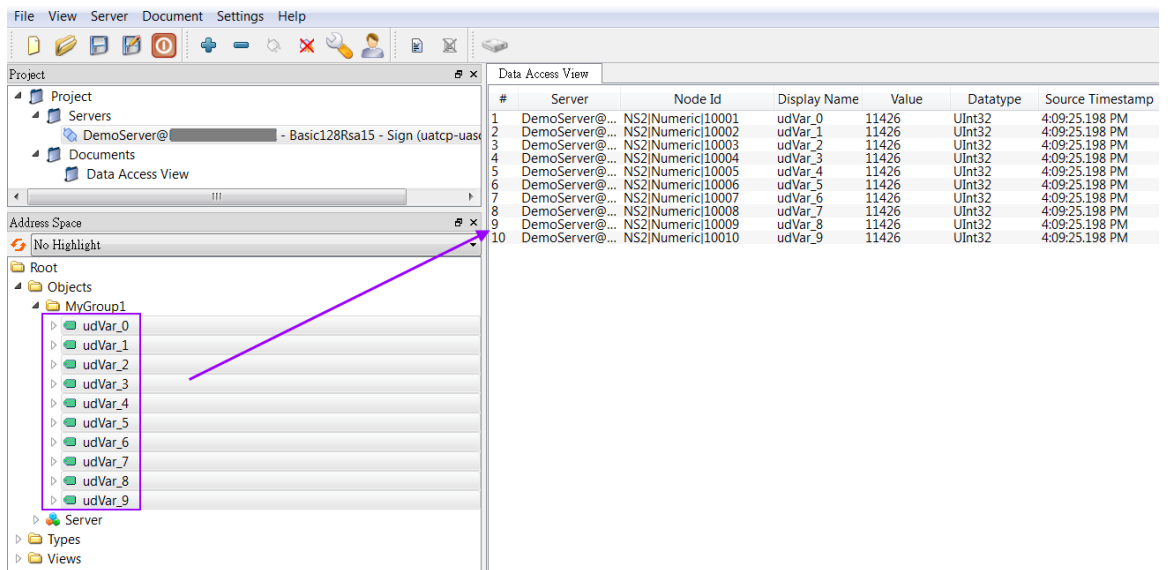 File View Server Document Settings Help
Project
Project
Servers
DemoServer@ - Basic128Rsa15 - Sign (uatcp-uasc
Documents
Data Access View
Address Space
No Highlight
Root
Objects
MyGroup1
udVar_0
udVar_1
udVar_2
udVar_3
udVar_4
udVar_5
udVar_6
udVar_7
udVar_8
udVar_9
Server
Types
Views
Data Access View
# Server Node Id Display Name Value Datatype Source Timestamp
1 DemoServer@... NS2|Numeric|10001 udVar_0 11426 UInt32 4:09:25.198 PM
2 DemoServer@... NS2|Numeric|10002 udVar_1 11426 UInt32 4:09:25.198 PM
3 DemoServer@... NS2|Numeric|10003 udVar_2 11426 UInt32 4:09:25.198 PM
4 DemoServer@... NS2|Numeric|10004 udVar_3 11426 UInt32 4:09:25.198 PM
5 DemoServer@... NS2|Numeric|10005 udVar_4 11426 UInt32 4:09:25.198 PM
6 DemoServer@... NS2|Numeric|10006 udVar_5 11426 UInt32 4:09:25.198 PM
7 DemoServer@... NS2|Numeric|10007 udVar_6 11426 UInt32 4:09:25.198 PM
8 DemoServer@... NS2|Numeric|10008 udVar_7 11426 UInt32 4:09:25.198 PM
9 DemoServer@... NS2|Numeric|10009 udVar_8 11426 UInt32 4:09:25.198 PM
10 DemoServer@... NS2|Numeric|10010 udVar_9 11426 UInt32 4:09:25.198 PM